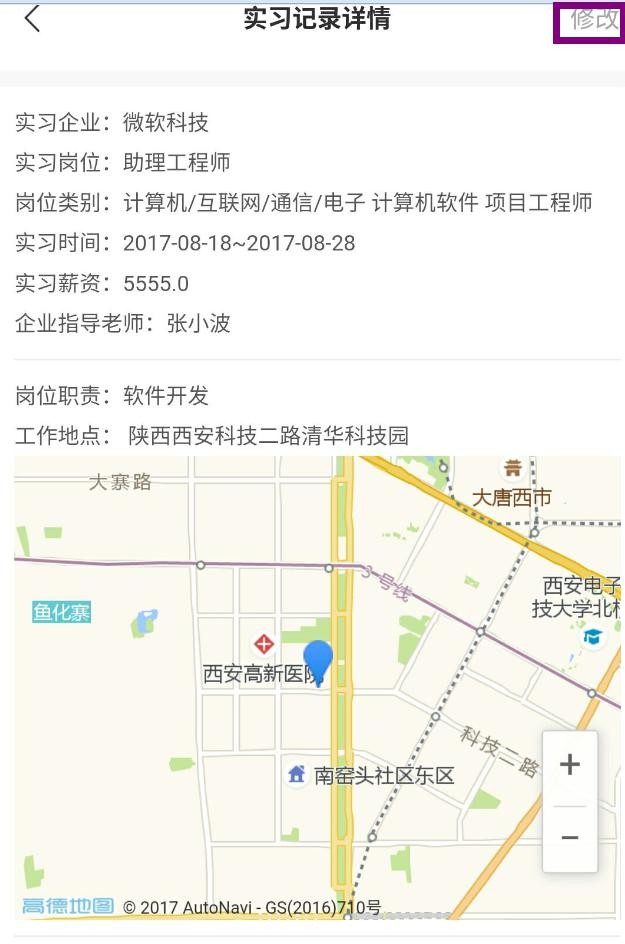 实习记录详情
修改
实习企业：微软科技
实习岗位：助理工程师
岗位类别：计算机/互联网/通信/电子 计算机软件 项目工程师
实习时间：2017-08-18~2017-08-28
实习薪资：5555.0
企业指导老师：张小波
岗位职责：软件开发
工作地点： 陕西西安科技二路清华科技园
大寨路
大唐西市
3号线
西安电子
技大学北校
鱼化寨
西安高新医院
科技二路
南窑头社区东区
+
−
高德地图 © 2017 AutoNavi - GS(2016)710号